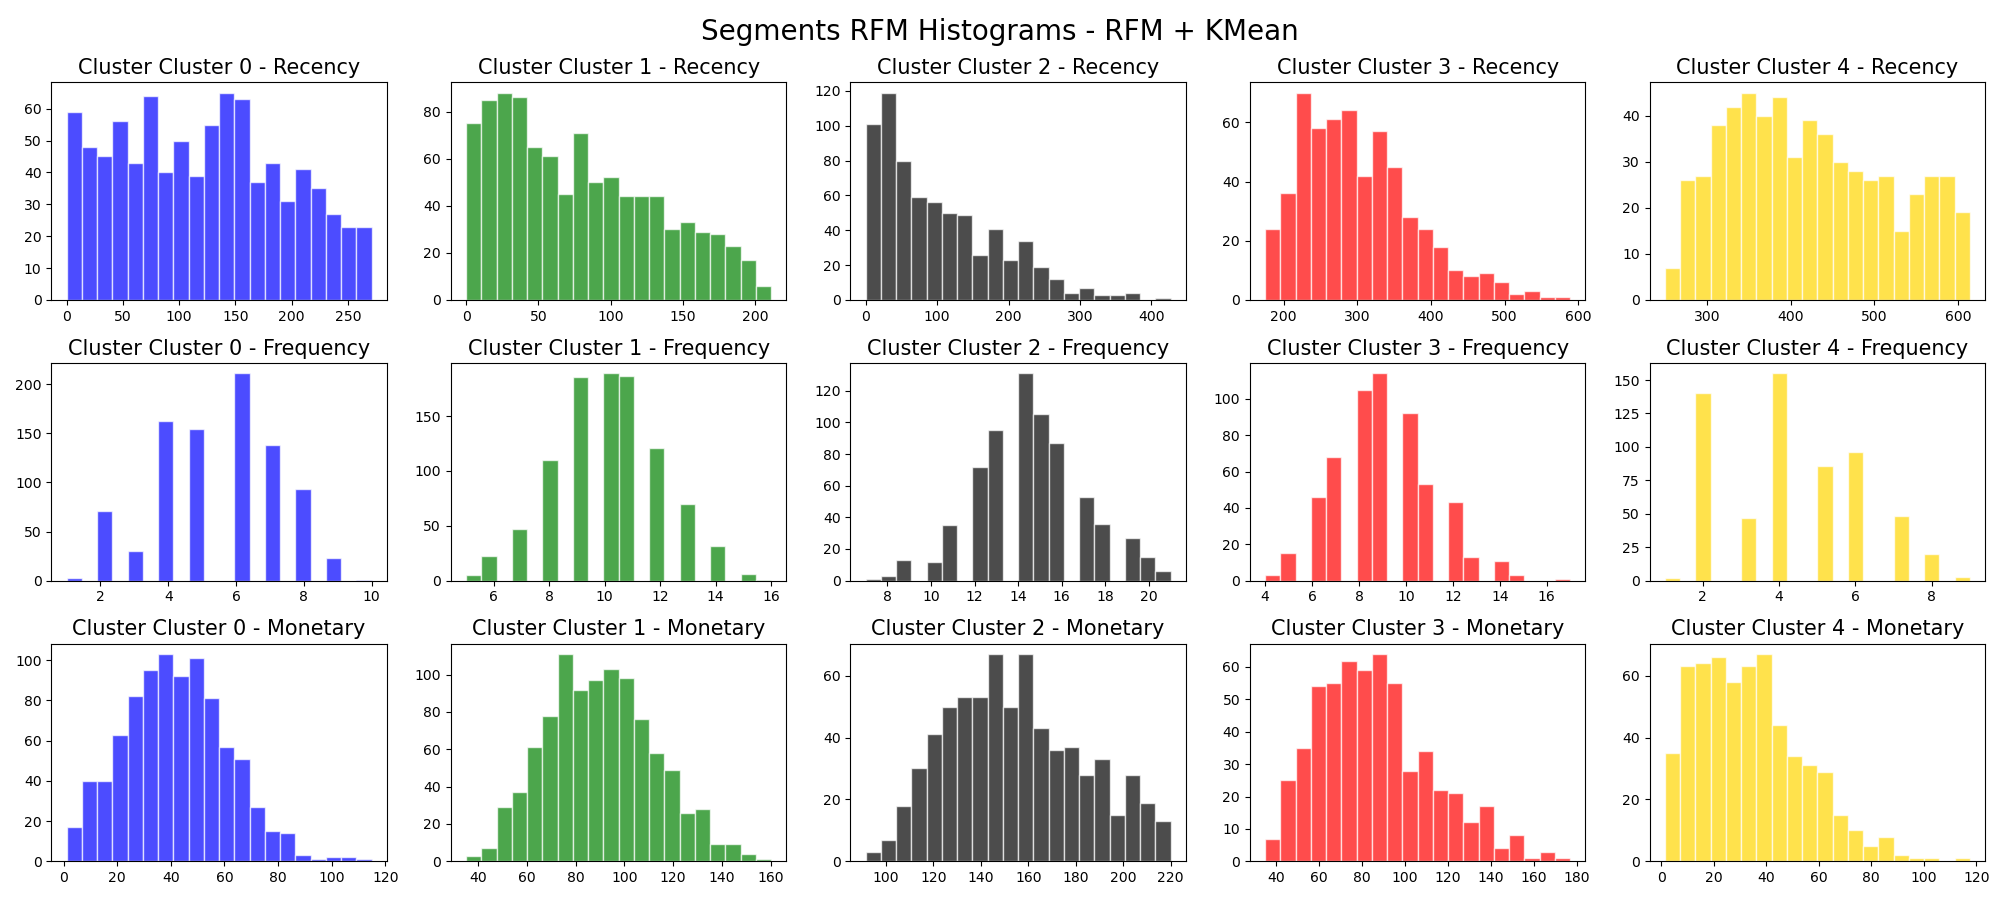 Segments RFM Histograms - RFM + KMean
Cluster Cluster 0 - Recency
Cluster Cluster 1 - Recency
Cluster Cluster 2 - Recency
Cluster Cluster 3 - Recency
Cluster Cluster 4 - Recency
60
50
40
30
20
10
0
0 50 100 150 200 250
80
60
40
20
0
0 50 100 150 200
120
100
80
60
40
20
0
0 100 200 300 400
60
40
20
0
200 300 400 500 600
40
30
20
10
0
300 400 500 600
Cluster Cluster 0 - Frequency
Cluster Cluster 1 - Frequency
Cluster Cluster 2 - Frequency
Cluster Cluster 3 - Frequency
Cluster Cluster 4 - Frequency
200
150
100
50
0
2 4 6 8 10
150
100
50
0
6 8 10 12 14 16
120
100
80
60
40
20
0
8 10 12 14 16 18 20
100
80
60
40
20
0
4 6 8 10 12 14 16
150
125
100
75
50
25
0
2 4 6 8
Cluster Cluster 0 - Monetary
Cluster Cluster 1 - Monetary
Cluster Cluster 2 - Monetary
Cluster Cluster 3 - Monetary
Cluster Cluster 4 - Monetary
100
80
60
40
20
0
0 20 40 60 80 100 120
100
80
60
40
20
0
40 60 80 100 120 140 160
60
40
20
0
100 120 140 160 180 200 220
60
50
40
30
20
10
0
40 60 80 100 120 140 160 180
60
40
20
0
0 20 40 60 80 100 120